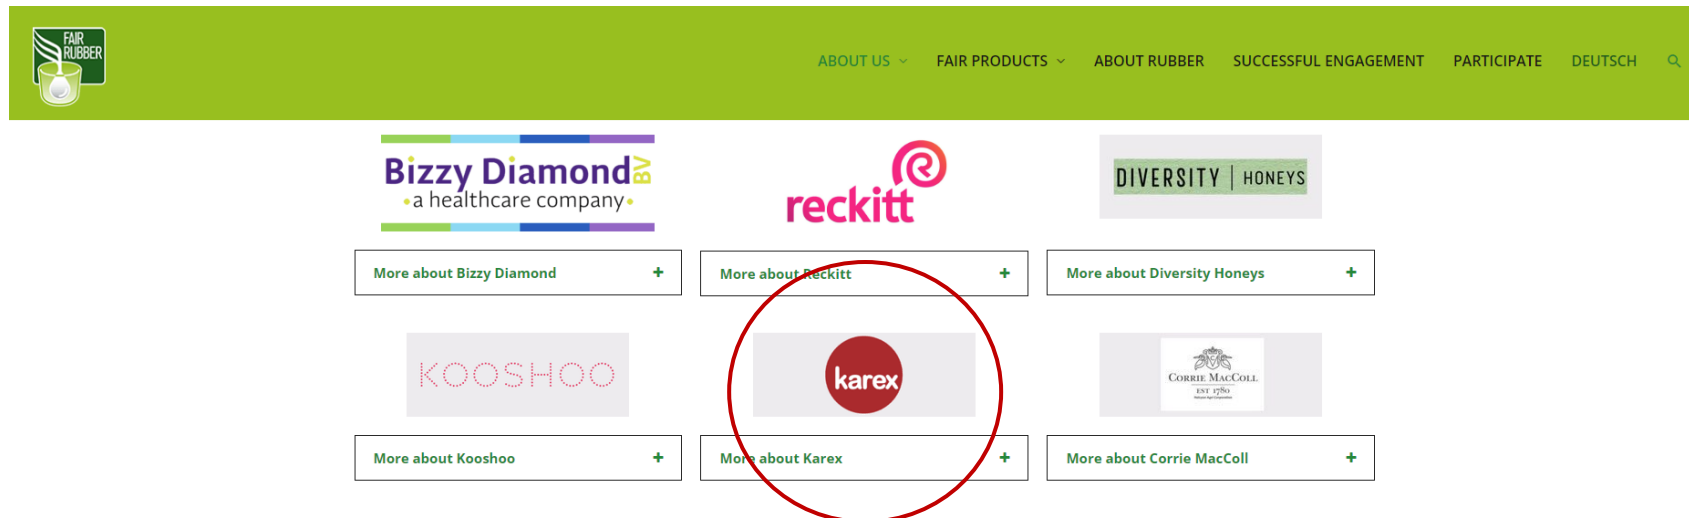 FAIR
RUBBER
ABOUT US FAIR PRODUCTS ABOUT RUBBER SUCCESSFUL ENGAGEMENT PARTICIPATE DEUTSCH
Bizzy Diamond BV
•a healthcare company•
reckitt
DIVERSITY | HONEYS
More about Bizzy Diamond +
More about Reckitt +
More about Diversity Honeys +
KOOSHOO
karex
CORRIE MACCOLL
EST 1780
More about Kooshoo +
More about Karex +
More about Corrie MacColl +